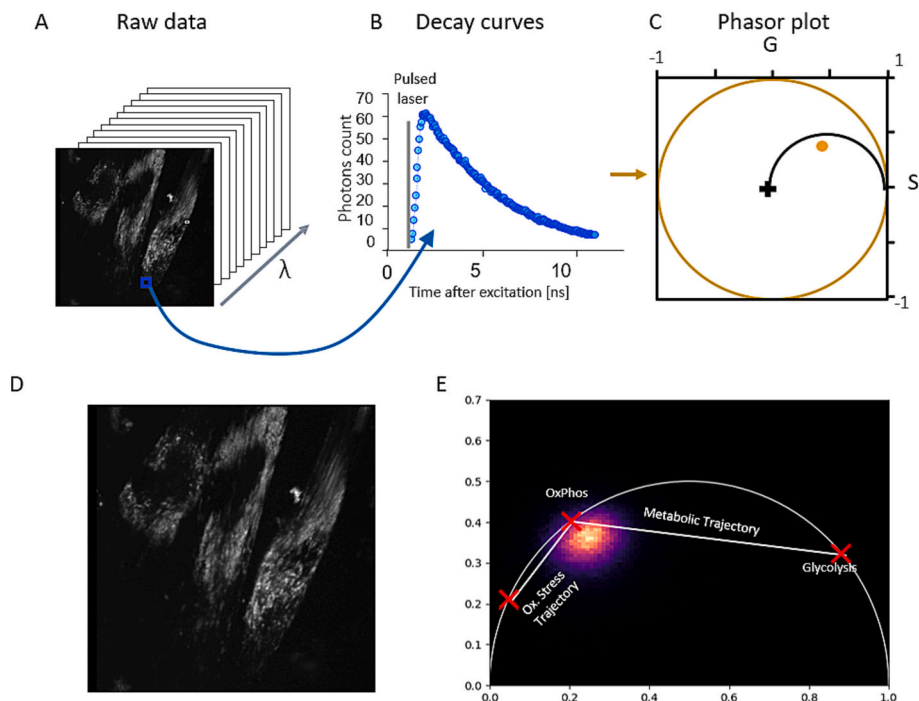 A Raw data
λ
B Decay curves
Pulsed
laser
70
60
50
40
30
20
10
0
Photons count
0 5 10
Time after excitation [ns]
C Phasor plot
G
-1 1
S
-1
D
E
0.7
0.6
0.5
0.4
0.3
0.2
0.1
0.0
OxPhos
Metabolic Trajectory
Glycolysis
Ox. Stress
Trajectory
0.0 0.2 0.4 0.6 0.8 1.0